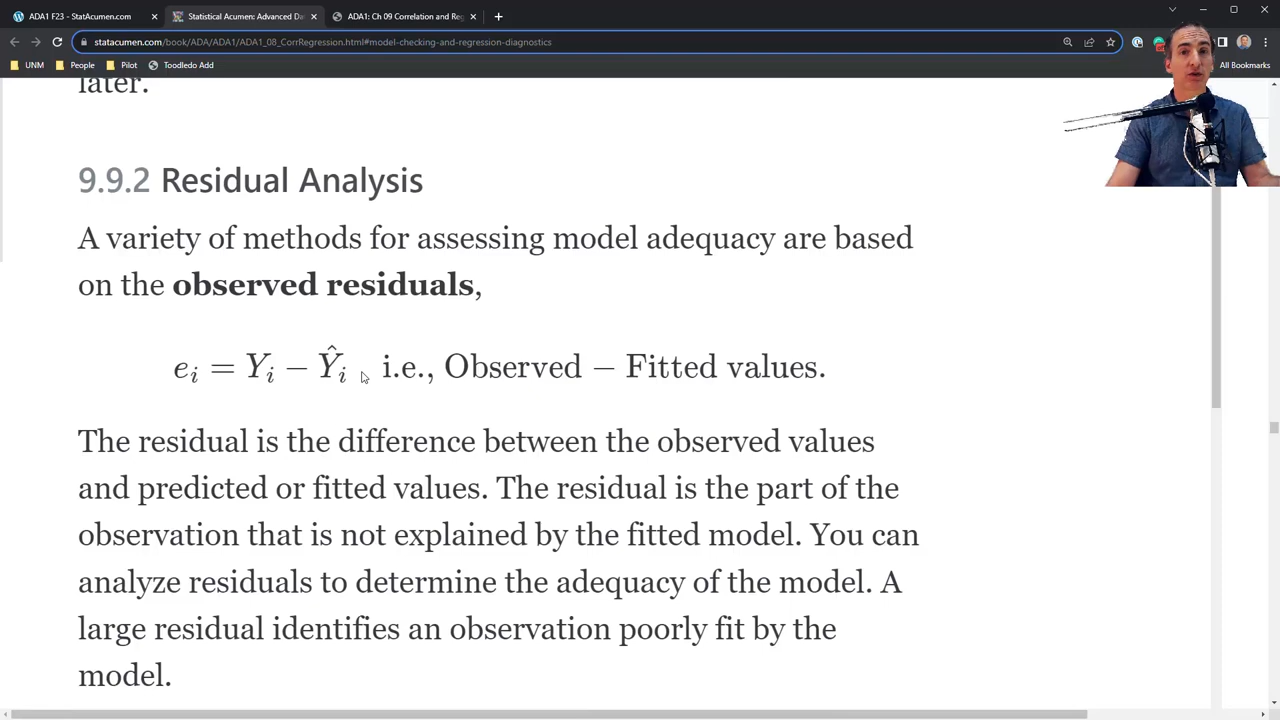 ADA1 F23 - StatAcumen.com
Statistical Acumen: Advanced Da
ADA1: Ch 09 Correlation and Reg
statacumen.com/book/ADA/ADA1/ADA1_08_CorrRegression.html#model-checking-and-regression-diagnostics
UNM
People
Pilot
Toodledo Add
All Bookmarks
later.
9.9.2 Residual Analysis
A variety of methods for assessing model adequacy are based
on the observed residuals,
e_i = Y_i − Ŷ_i i.e., Observed − Fitted values.
The residual is the difference between the observed values
and predicted or fitted values. The residual is the part of the
observation that is not explained by the fitted model. You can
analyze residuals to determine the adequacy of the model. A
large residual identifies an observation poorly fit by the
model.